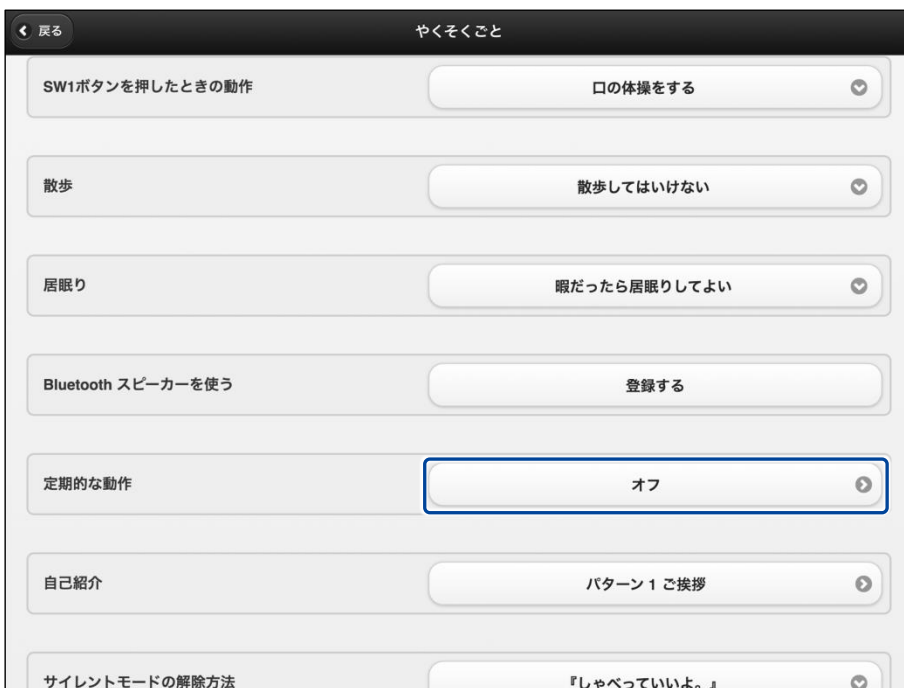 戻る
やくそくごと
SW1ボタンを押したときの動作
口の体操をする
散歩
散歩してはいけない
居眠り
暇だったら居眠りしてよい
Bluetooth スピーカーを使う
登録する
定期的な動作
オフ
自己紹介
パターン 1 ご挨拶
サイレントモードの解除方法
『しゃべっていいよ。』